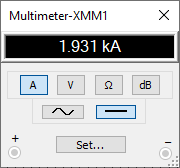 Multimeter-XMM1
1.931 kA
A V Ω dB
+ Set... −